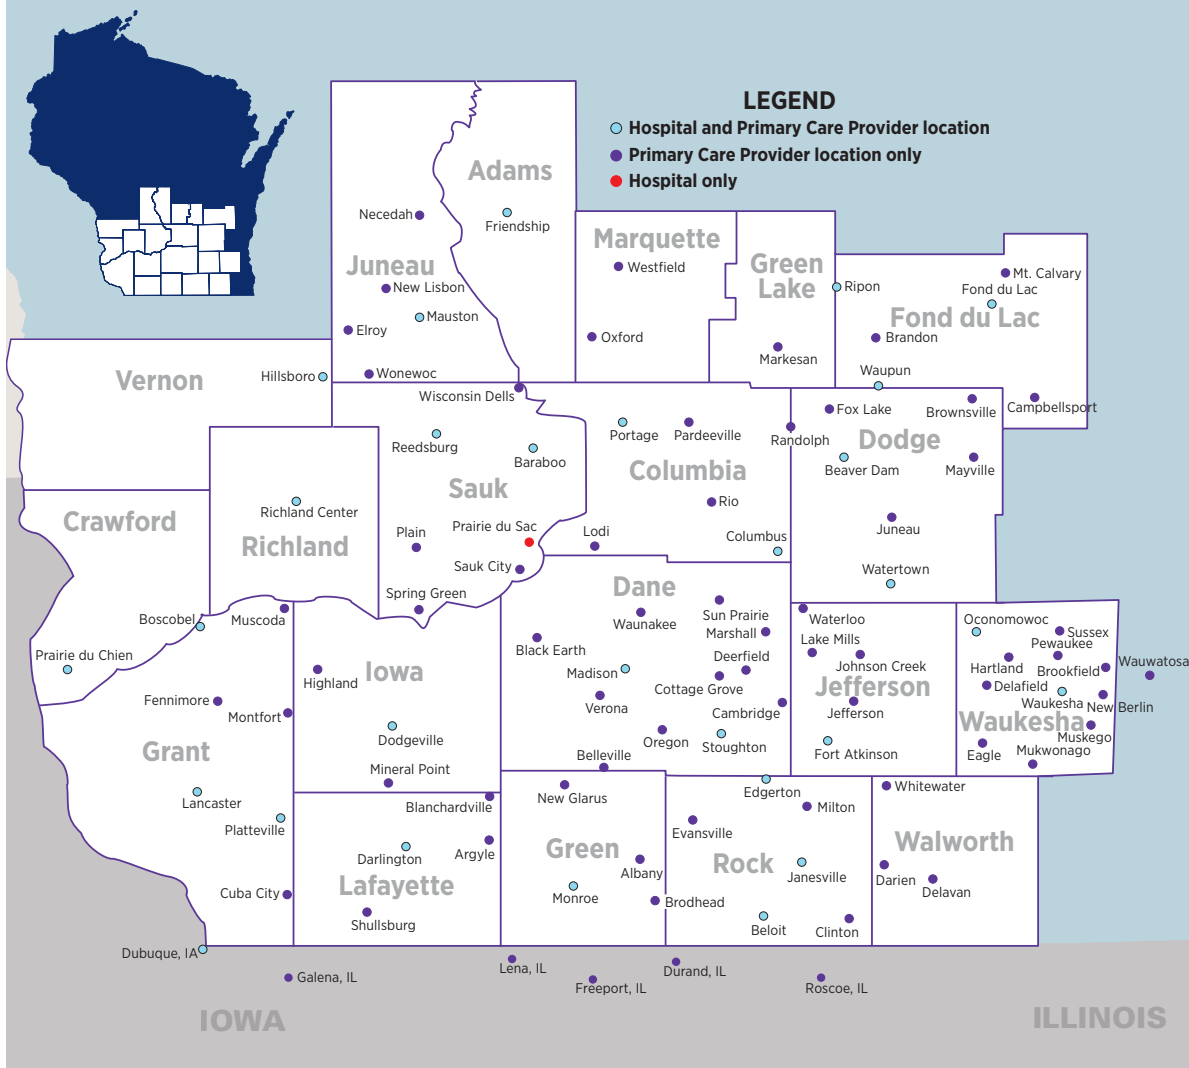 LEGEND
Hospital and Primary Care Provider location
Primary Care Provider location only
Hospital only
Adams
Necedah
Friendship
Marquette
Juneau
Westfield
Green
Lake
Mt. Calvary
New Lisbon
Ripon
Fond du Lac
Mauston
Fond du Lac
Elroy
Oxford
Brandon
Markesan
Vernon
Hillsboro
Wonewoc
Waupun
Wisconsin Dells
Fox Lake
Brownsville
Campbellsport
Portage
Pardeeville
Randolph
Dodge
Reedsburg
Baraboo
Columbia
Beaver Dam
Mayville
Sauk
Rio
Richland Center
Crawford
Prairie du Sac
Plain
Lodi
Juneau
Richland
Columbus
Sauk City
Watertown
Dane
Spring Green
Boscobel
Muscoda
Sun Prairie
Waunakee
Marshall
Waterloo
Oconomowoc
Lake Mills
Sussex
Pewaukee
Black Earth
Prairie du Chien
Deerfield
Johnson Creek
Hartland
Brookfield
Wauwatosa
Iowa
Madison
Highland
Cottage Grove
Jefferson
Delafield
Fennimore
Verona
Waukesha
New Berlin
Montfort
Cambridge
Jefferson
Waukesha
Muskego
Dodgeville
Oregon
Stoughton
Grant
Fort Atkinson
Eagle
Mukwonago
Belleville
Mineral Point
Edgerton
Whitewater
Lancaster
Blanchardville
New Glarus
Milton
Platteville
Evansville
Walworth
Darlington
Argyle
Green
Rock
Albany
Janesville
Darien
Delavan
Lafayette
Cuba City
Monroe
Brodhead
Shullsburg
Beloit
Clinton
Dubuque, IA
Galena, IL
Lena, IL
Durand, IL
Freeport, IL
Roscoe, IL
IOWA
ILLINOIS